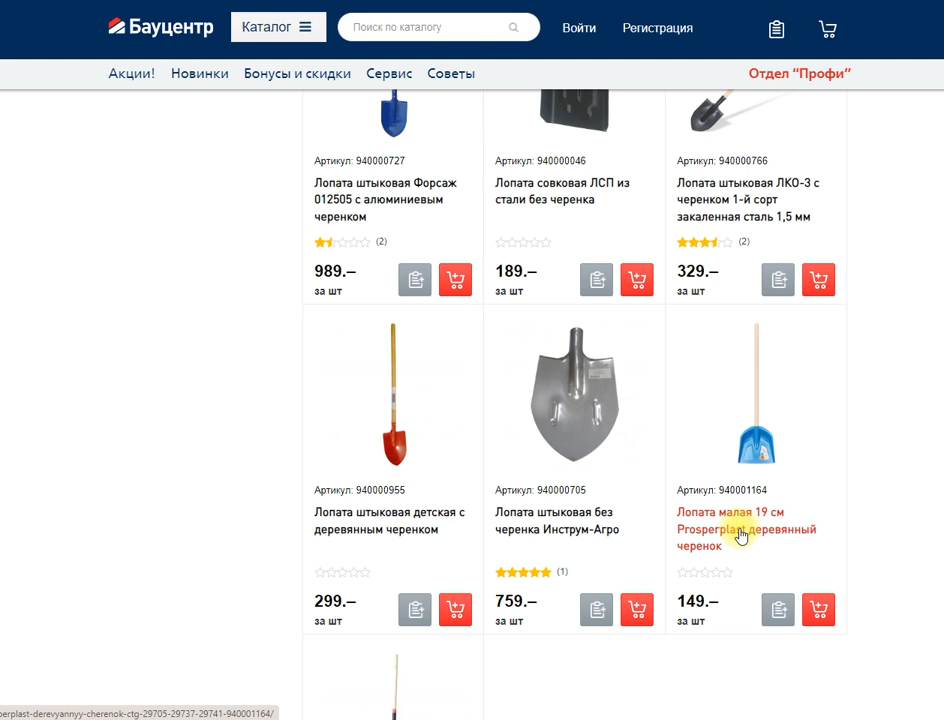 Бауцентр
Каталог
Поиск по каталогу
Войти
Регистрация
Акции!
Новинки
Бонусы и скидки
Сервис
Советы
Отдел “Профи”
Артикул: 940000727
Лопата штыковая Форсаж
012505 с алюминиевым
черенком
(2)
989.–
за шт
Артикул: 940000046
Лопата совковая ЛСП из
стали без черенка
189.–
за шт
Артикул: 940000766
Лопата штыковая ЛКО-3 с
черенком 1-й сорт
закаленная сталь 1,5 мм
(2)
329.–
за шт
Артикул: 940000955
Лопата штыковая детская с
деревянным черенком
299.–
за шт
Артикул: 940000705
Лопата штыковая без
черенка Инструм-Агро
(1)
759.–
за шт
Артикул: 940001164
Лопата малая 19 см
Prosperplast деревянный
черенок
149.–
за шт
perplast-derevyannyy-cherenok-ctg-29705-29737-29741-940001164/